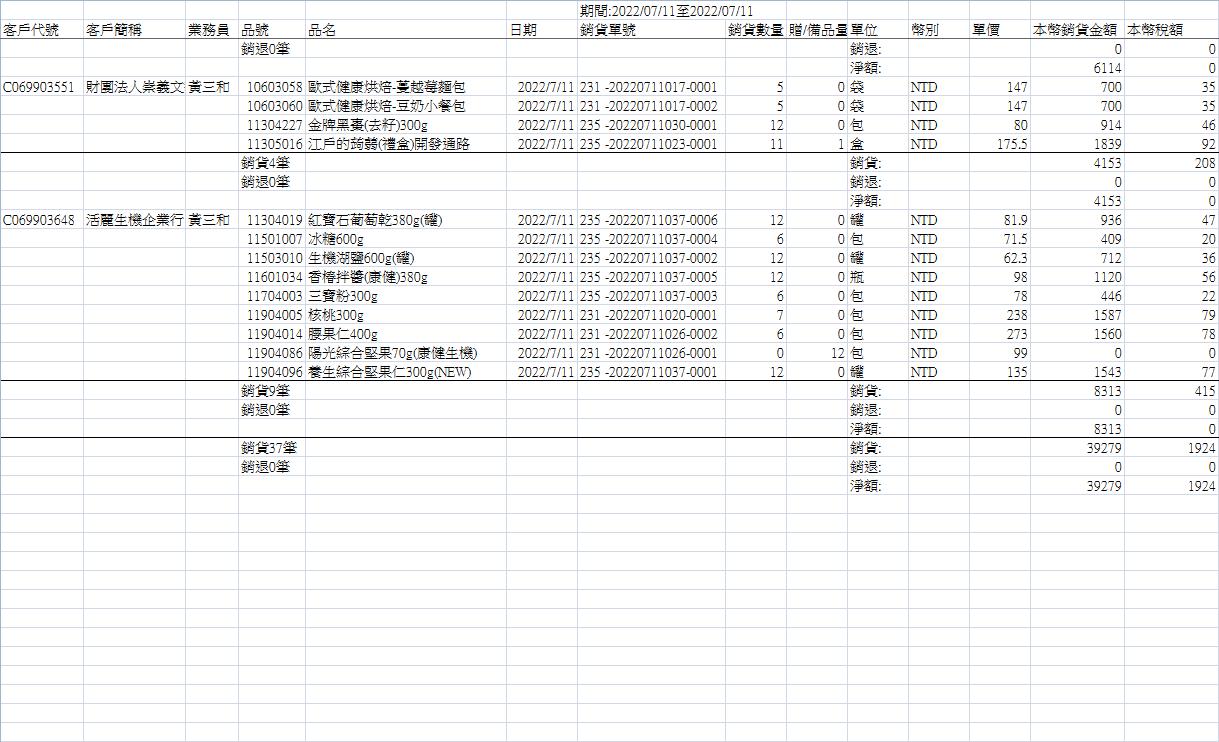 期間:2022/07/11至2022/07/11
客戶代號 客戶簡稱 業務員 品號 品名 日期 銷貨單號 銷貨數量 贈/備品量 單位 幣別 單價 本幣銷貨金額 本幣稅額
銷退0筆 銷退: 0 0
淨額: 6114 0
C069903551 財團法人崇義文 黃三和 10603058 歐式健康烘焙-蔓越莓麵包 2022/7/11 231 -20220711017-0001 5 0 袋 NTD 147 700 35
10603060 歐式健康烘焙-豆奶小餐包 2022/7/11 231 -20220711017-0002 5 0 袋 NTD 147 700 35
11304227 金牌黑棗(去籽)300g 2022/7/11 235 -20220711030-0001 12 0 包 NTD 80 914 46
11305016 江戶的蒟蒻(禮盒)開發通路 2022/7/11 235 -20220711023-0001 11 1 盒 NTD 175.5 1839 92
銷貨4筆 銷貨: 4153 208
銷退0筆 銷退: 0 0
淨額: 4153 0
C069903648 活麗生機企業行 黃三和 11304019 紅寶石葡萄乾380g(罐) 2022/7/11 235 -20220711037-0006 12 0 罐 NTD 81.9 936 47
11501007 冰糖600g 2022/7/11 235 -20220711037-0004 6 0 包 NTD 71.5 409 20
11503010 生機湖鹽600g(罐) 2022/7/11 235 -20220711037-0002 12 0 罐 NTD 62.3 712 36
11601034 香椿拌醬(康健)380g 2022/7/11 235 -20220711037-0005 12 0 瓶 NTD 98 1120 56
11704003 三寶粉300g 2022/7/11 235 -20220711037-0003 6 0 包 NTD 78 446 22
11904005 核桃300g 2022/7/11 231 -20220711020-0001 7 0 包 NTD 238 1587 79
11904014 腰果仁400g 2022/7/11 231 -20220711026-0002 6 0 包 NTD 273 1560 78
11904086 陽光綜合堅果70g(康健生機) 2022/7/11 231 -20220711026-0001 0 12 包 NTD 99 0 0
11904096 養生綜合堅果仁300g(NEW) 2022/7/11 235 -20220711037-0001 12 0 罐 NTD 135 1543 77
銷貨9筆 銷貨: 8313 415
銷退0筆 銷退: 0 0
淨額: 8313 0
銷貨37筆 銷貨: 39279 1924
銷退0筆 銷退: 0 0
淨額: 39279 1924